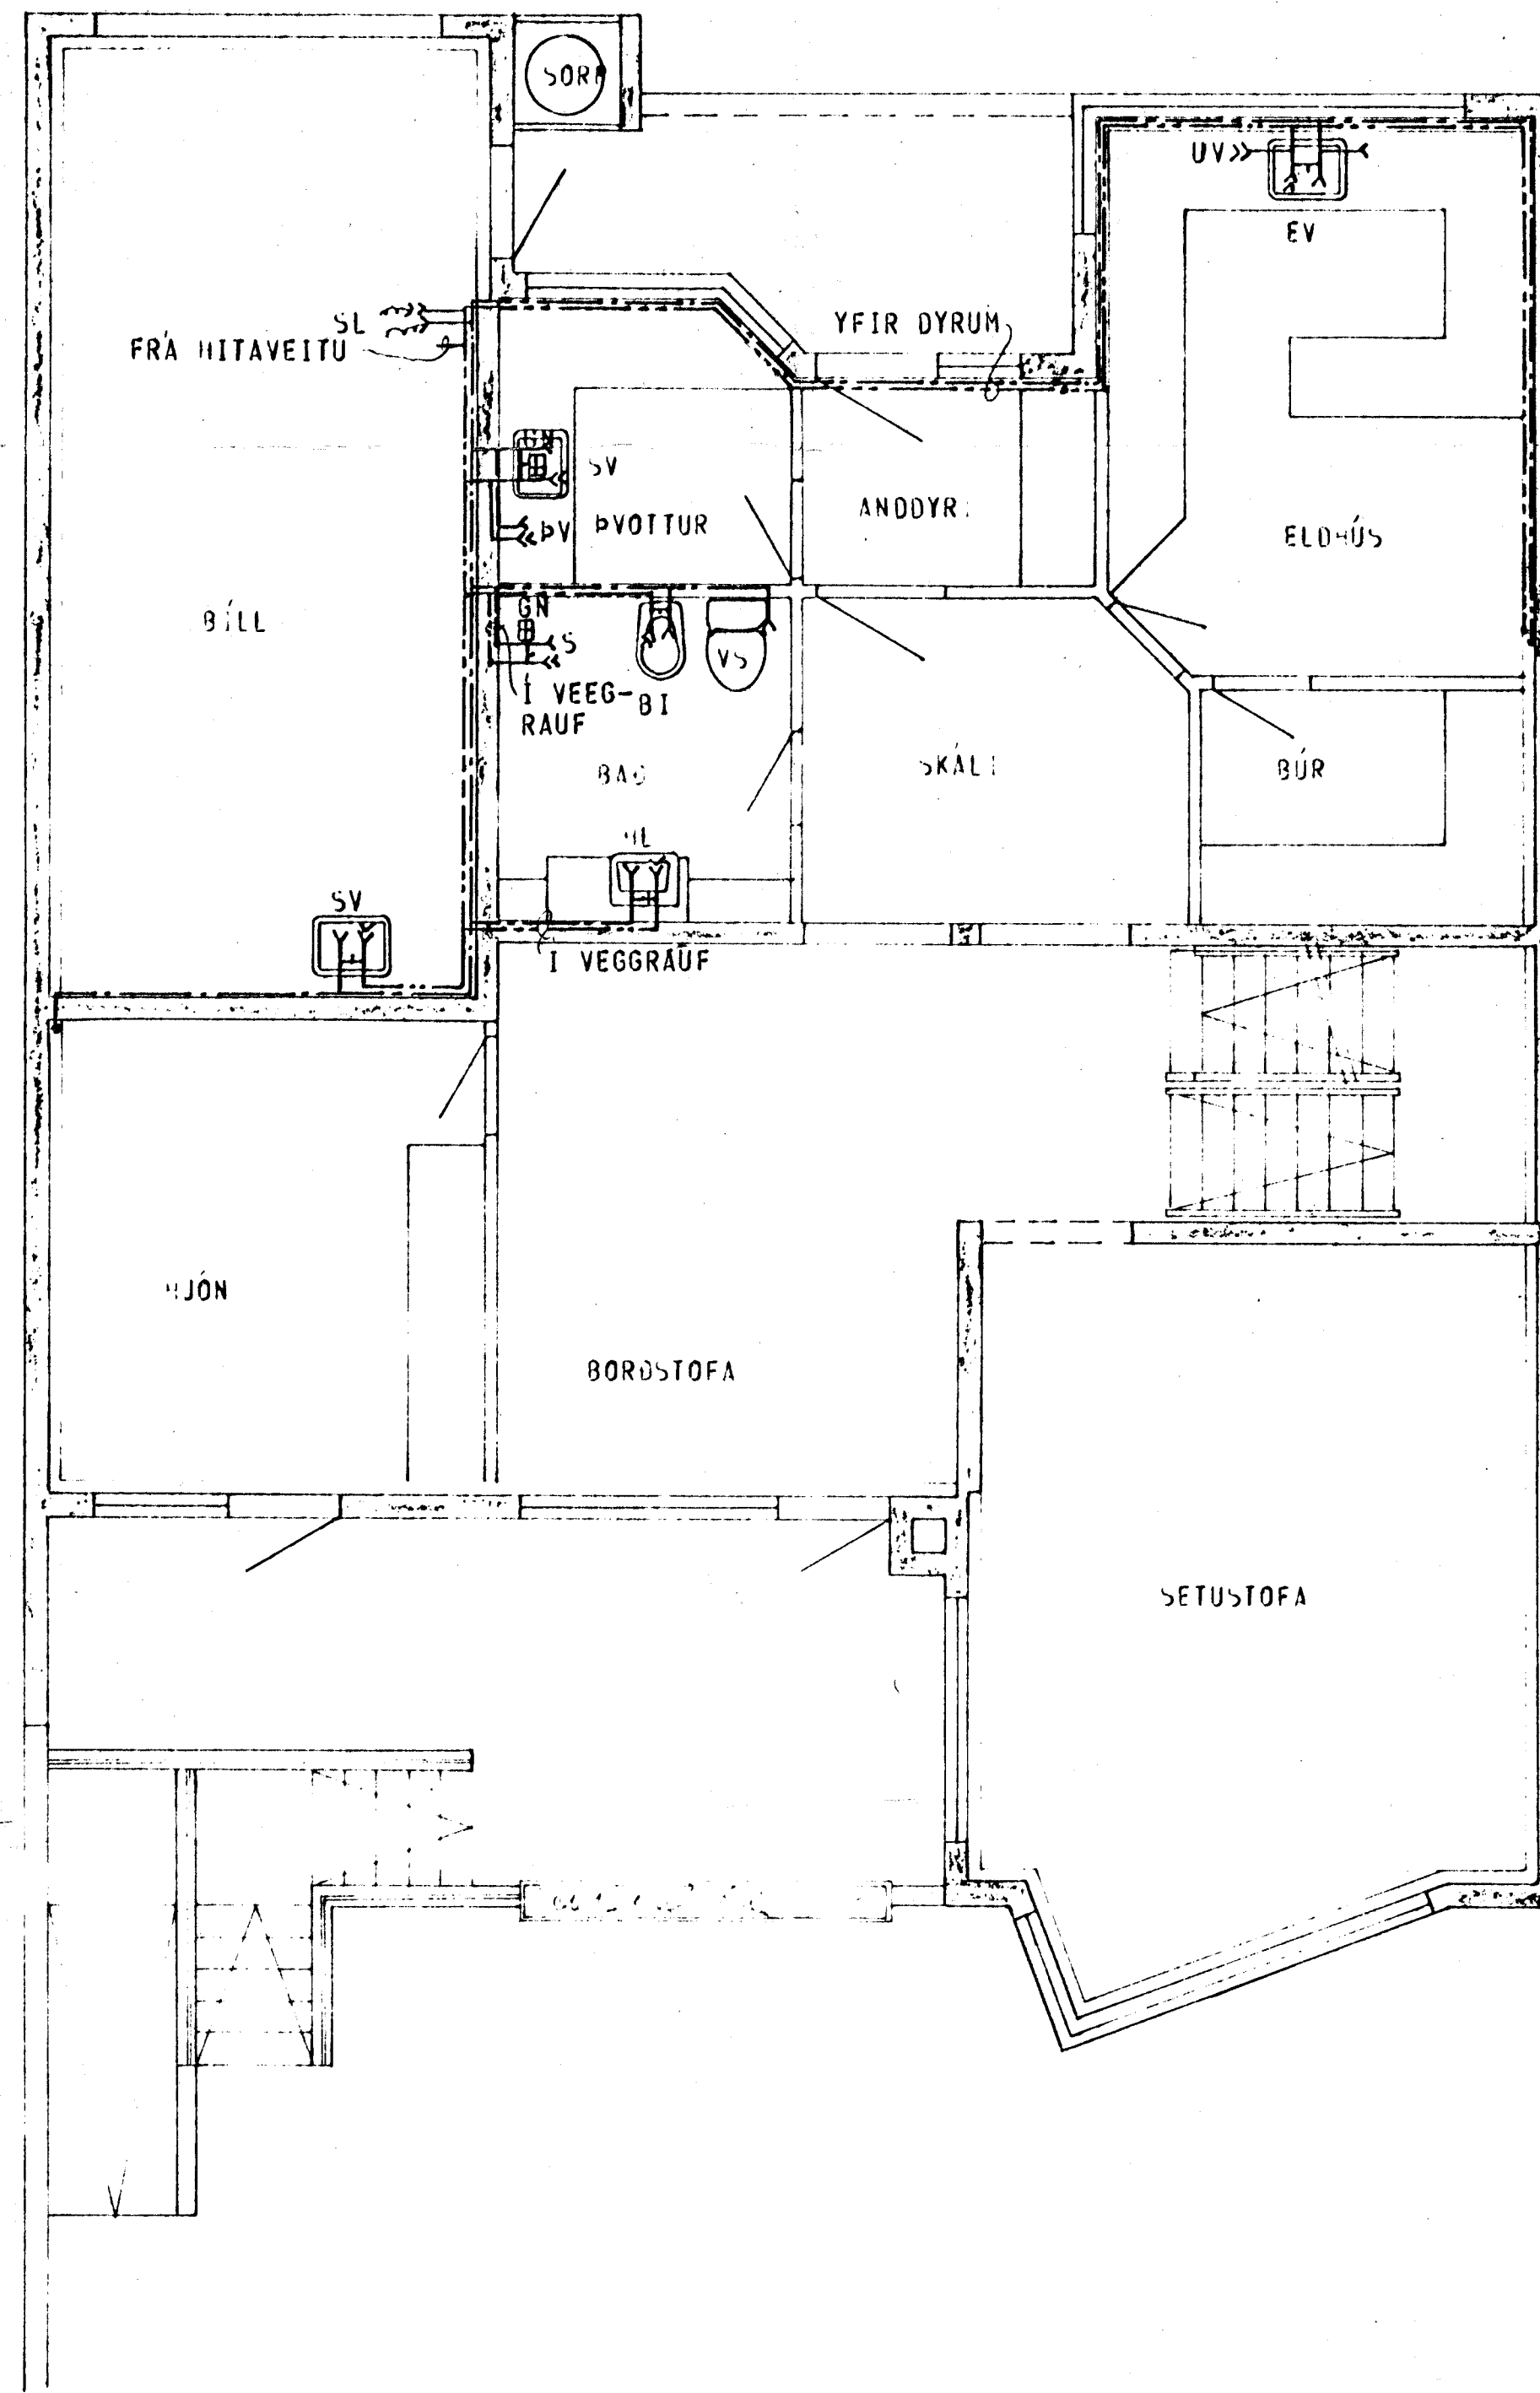 SORP
UV
EV
SL
FRÁ HITAVEITU
YFIR DYRUM
GN
SV
ÞV
ÞVOTTUR
ANDDYRI
ELDHÚS
BÍLL
GN
S
VS
Í VEEG-
RAUF
BI
BAÐ
SKÁLI
BÚR
HL
SV
Í VEGGRAUF
HJÓN
BORÐSTOFA
SETUSTOFA